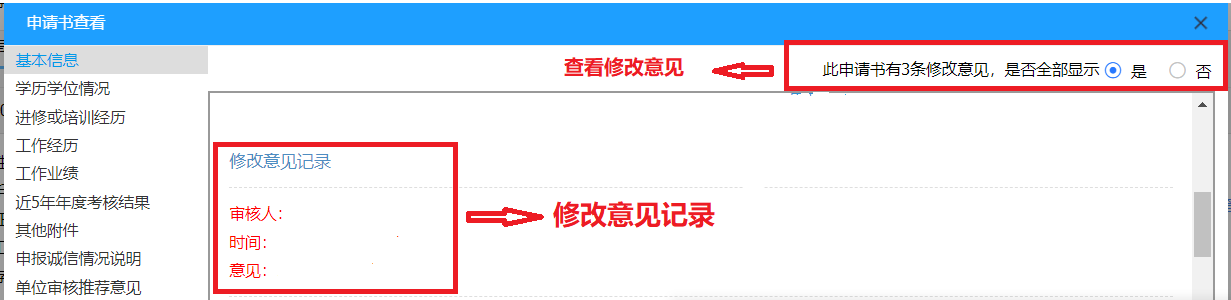 申请书查看
基本信息
学历学位情况
进修或培训经历
工作经历
工作业绩
近5年年度考核结果
其他附件
申报诚信情况说明
单位审核推荐意见
查看修改意见
此申请书有3条修改意见，是否全部显示 是 否
修改意见记录
审核人：
时间：
意见：
修改意见记录